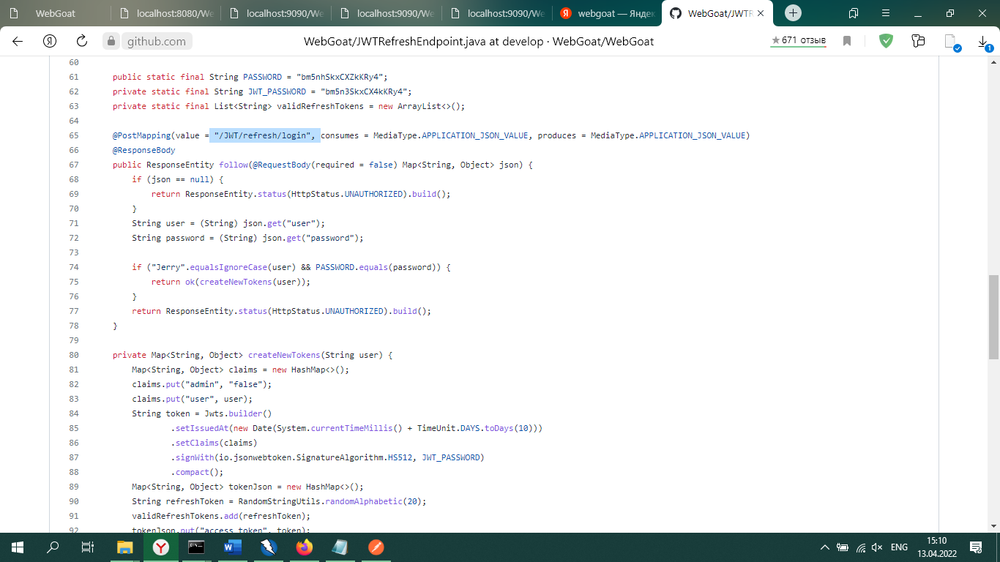 WebGoat
localhost:8080/We
localhost:9090/We
localhost:9090/We
localhost:9090/We
webgoat — Яндек
WebGoat/JWTR
github.com
WebGoat/JWTRefreshEndpoint.java at develop · WebGoat/WebGoat
★671 отзыв
1
60
61 public static final String PASSWORD = "bm5nhSkxCXZkKRy4";
62 private static final String JWT_PASSWORD = "bm5n3SkxCX4kKRy4";
63 private static final List<String> validRefreshTokens = new ArrayList<>();
64
65 @PostMapping(value = "/JWT/refresh/login", consumes = MediaType.APPLICATION_JSON_VALUE, produces = MediaType.APPLICATION_JSON_VALUE)
66 @ResponseBody
67 public ResponseEntity follow(@RequestBody(required = false) Map<String, Object> json) {
68 if (json == null) {
69 return ResponseEntity.status(HttpStatus.UNAUTHORIZED).build();
70 }
71 String user = (String) json.get("user");
72 String password = (String) json.get("password");
73
74 if ("Jerry".equalsIgnoreCase(user) && PASSWORD.equals(password)) {
75 return ok(createNewTokens(user));
76 }
77 return ResponseEntity.status(HttpStatus.UNAUTHORIZED).build();
78 }
79
80 private Map<String, Object> createNewTokens(String user) {
81 Map<String, Object> claims = new HashMap<>();
82 claims.put("admin", "false");
83 claims.put("user", user);
84 String token = Jwts.builder()
85 .setIssuedAt(new Date(System.currentTimeMillis() + TimeUnit.DAYS.toDays(10)))
86 .setClaims(claims)
87 .signWith(io.jsonwebtoken.SignatureAlgorithm.HS512, JWT_PASSWORD)
88 .compact();
89 Map<String, Object> tokenJson = new HashMap<>();
90 String refreshToken = RandomStringUtils.randomAlphabetic(20);
91 validRefreshTokens.add(refreshToken);
92 tokenJson.put("access_token", token);
ENG
15:10
13.04.2022